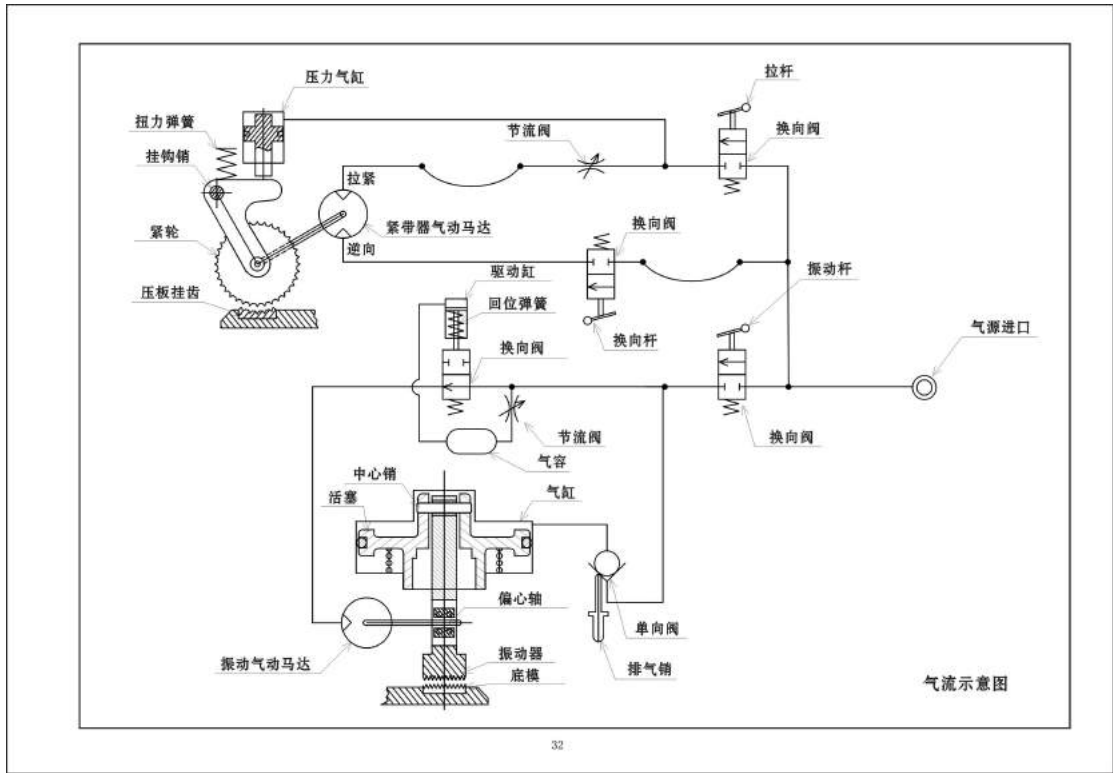 压力气缸
拉杆
扭力弹簧
节流阀
换向阀
挂钩销
拉紧
紧带器气动马达
换向阀
紧轮
逆向
振动杆
驱动缸
压板挂齿
回位弹簧
气源进口
换向杆
换向阀
节流阀
换向阀
气容
中心销
活塞
气缸
偏心轴
单向阀
振动气动马达
振动器
排气销
底模
气流示意图
32